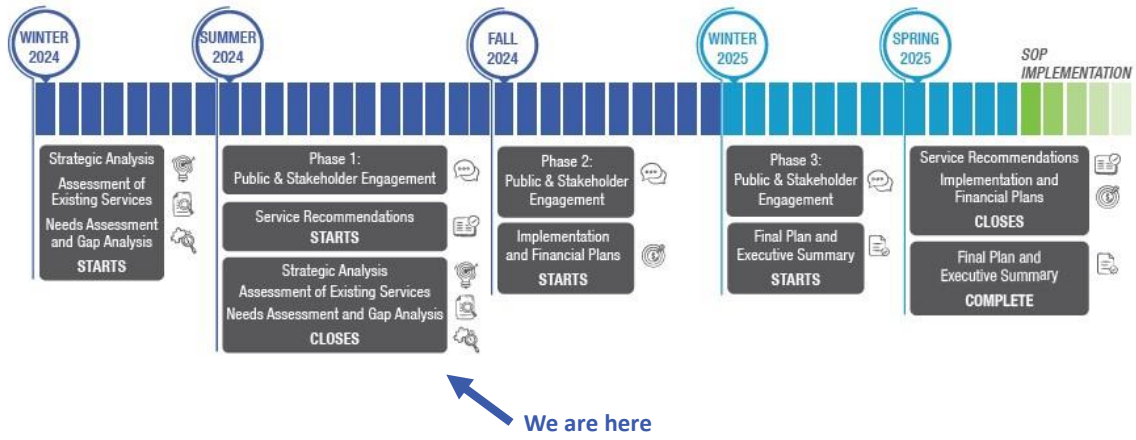 WINTER
2024
SUMMER
2024
FALL
2024
WINTER
2025
SPRING
2025
SOP
IMPLEMENTATION
Strategic Analysis
Assessment of
Existing Services
Needs Assessment
and Gap Analysis
STARTS
Phase 1:
Public & Stakeholder Engagement
Service Recommendations
STARTS
Strategic Analysis
Assessment of Existing Services
Needs Assessment and Gap Analysis
CLOSES
Phase 2:
Public & Stakeholder
Engagement
Implementation
and Financial Plans
STARTS
Phase 3:
Public & Stakeholder
Engagement
Final Plan and
Executive Summary
STARTS
Service Recommendations
Implementation and
Financial Plans
CLOSES
Final Plan and
Executive Summary
COMPLETE
We are here